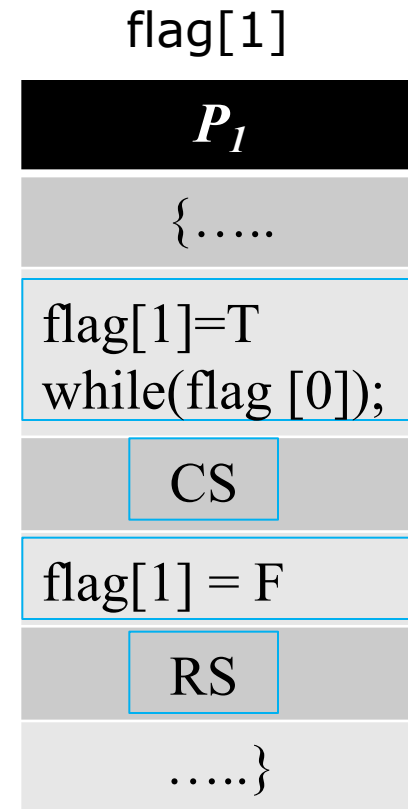 flag[1]
P1
{.....
flag[1]=T
while(flag [0]);
CS
flag[1] = F
RS
.....}